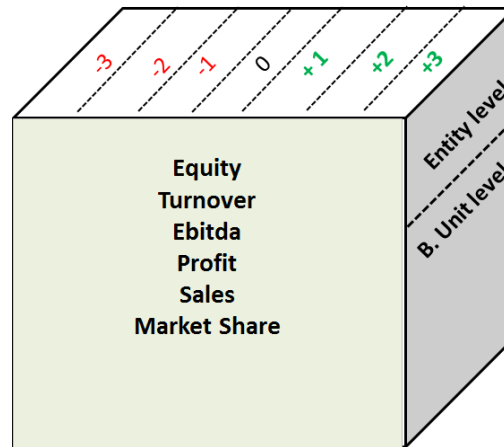 -3 -2 -1 0 +1 +2 +3
Entity level
B. Unit level
Equity
Turnover
Ebitda
Profit
Sales
Market Share